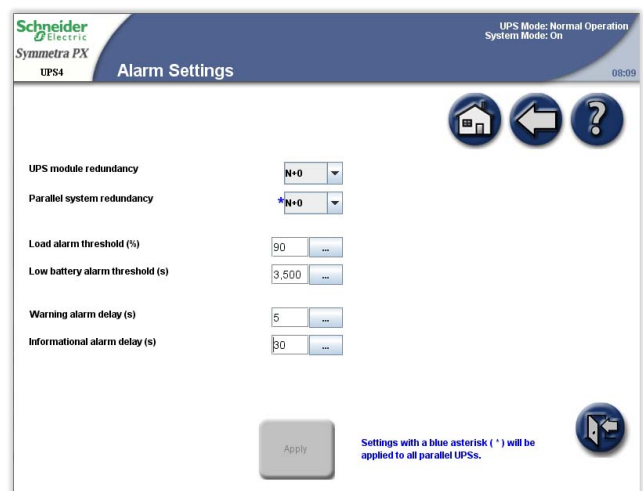 Schneider
Electric
Symmetra PX
UPS4
Alarm Settings
UPS Mode: Normal Operation
System Mode: On
08:09
?
UPS module redundancy
N+0
Parallel system redundancy
*N+0
Load alarm threshold (%)
90
...
Low battery alarm threshold (s)
3,500
...
Warning alarm delay (s)
5
...
Informational alarm delay (s)
30
...
Apply
Settings with a blue asterisk ( * ) will be
applied to all parallel UPSs.